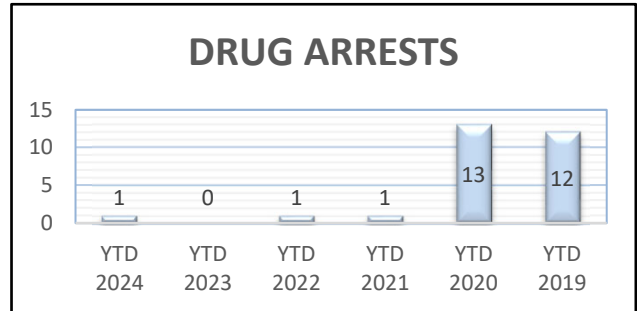 DRUG ARRESTS
15
10
5
0
1
0
1
1
13
12
YTD
2024
YTD
2023
YTD
2022
YTD
2021
YTD
2020
YTD
2019